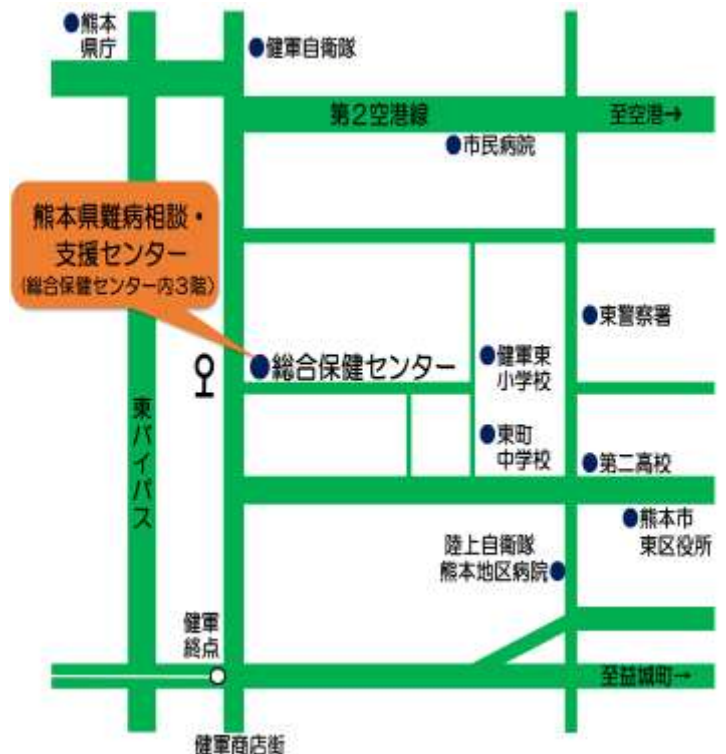 熊本
県庁
健軍自衛隊
第2空港線
至空港→
市民病院
熊本県難病相談・
支援センター
(総合保健センター内3階)
東警察署
総合保健センター
健軍東
小学校
東バイパス
東町
中学校
第二高校
熊本市
東区役所
陸上自衛隊
熊本地区病院
健軍
終点
至益城町→
健軍商店街